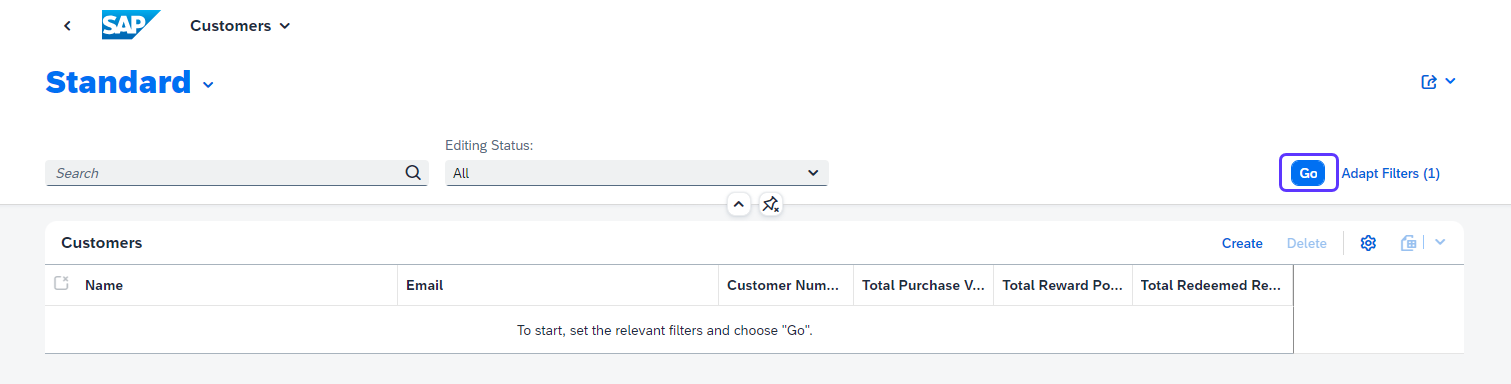 SAP Customers
Standard
Editing Status:
Search All Go Adapt Filters (1)
Customers Create Delete
Name Email Customer Num... Total Purchase V... Total Reward Po... Total Redeemed Re...
To start, set the relevant filters and choose "Go".